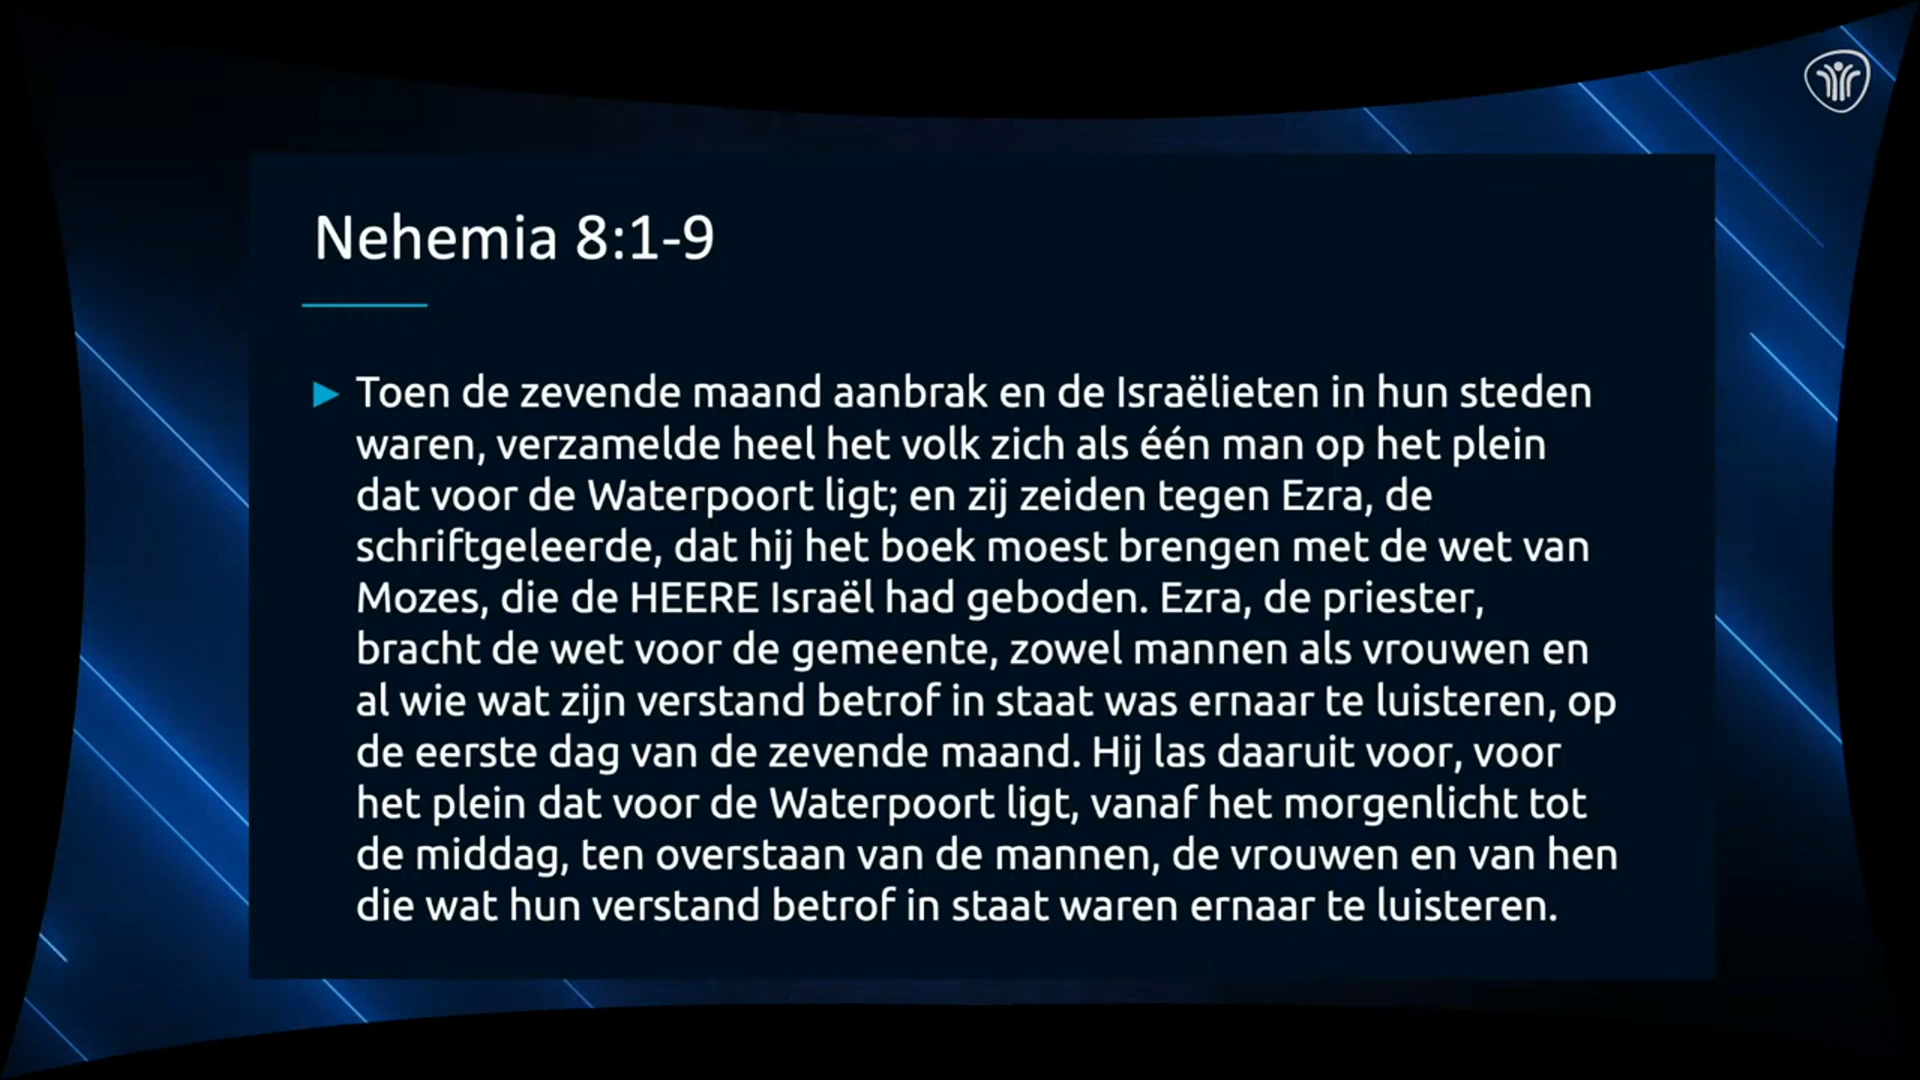 Nehemia 8:1-9
Toen de zevende maand aanbrak en de Israëlieten in hun steden
waren, verzamelde heel het volk zich als één man op het plein
dat voor de Waterpoort ligt; en zij zeiden tegen Ezra, de
schriftgeleerde, dat hij het boek moest brengen met de wet van
Mozes, die de HEERE Israël had geboden. Ezra, de priester,
bracht de wet voor de gemeente, zowel mannen als vrouwen en
al wie wat zijn verstand betrof in staat was ernaar te luisteren, op
de eerste dag van de zevende maand. Hij las daaruit voor, voor
het plein dat voor de Waterpoort ligt, vanaf het morgenlicht tot
de middag, ten overstaan van de mannen, de vrouwen en van hen
die wat hun verstand betrof in staat waren ernaar te luisteren.